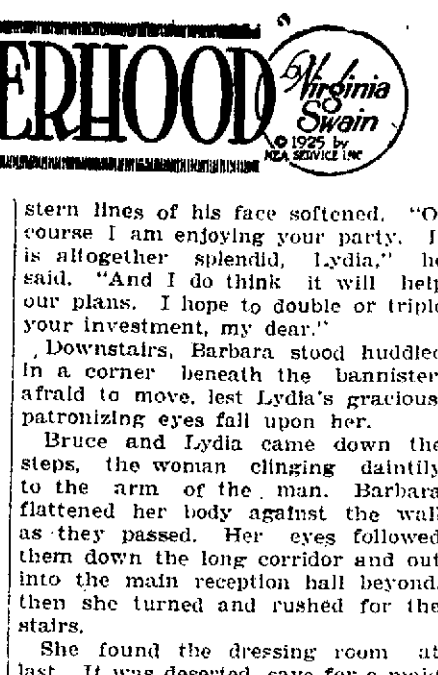 ERHOOD
by
Virginia
Swain
© 1925 by
NEA SERVICE INC
stern lines of his face softened. "O
course I am enjoying your party. I
is altogether splendid, Lydia," he
said. "And I do think it will help
our plans. I hope to double or triple
your investment, my dear."
Downstairs, Barbara stood huddled
in a corner beneath the bannister
afraid to move, lest Lydia's gracious
patronizing eyes fall upon her.
Bruce and Lydia came down the
steps, the woman clinging daintily
to the arm of the man. Barbara
flattened her body against the wall
as they passed. Her eyes followed
them down the long corridor and out
into the main reception hall beyond.
then she turned and rushed for the
stairs.
She found the dressing room at
last. It was deserted, save for a maid